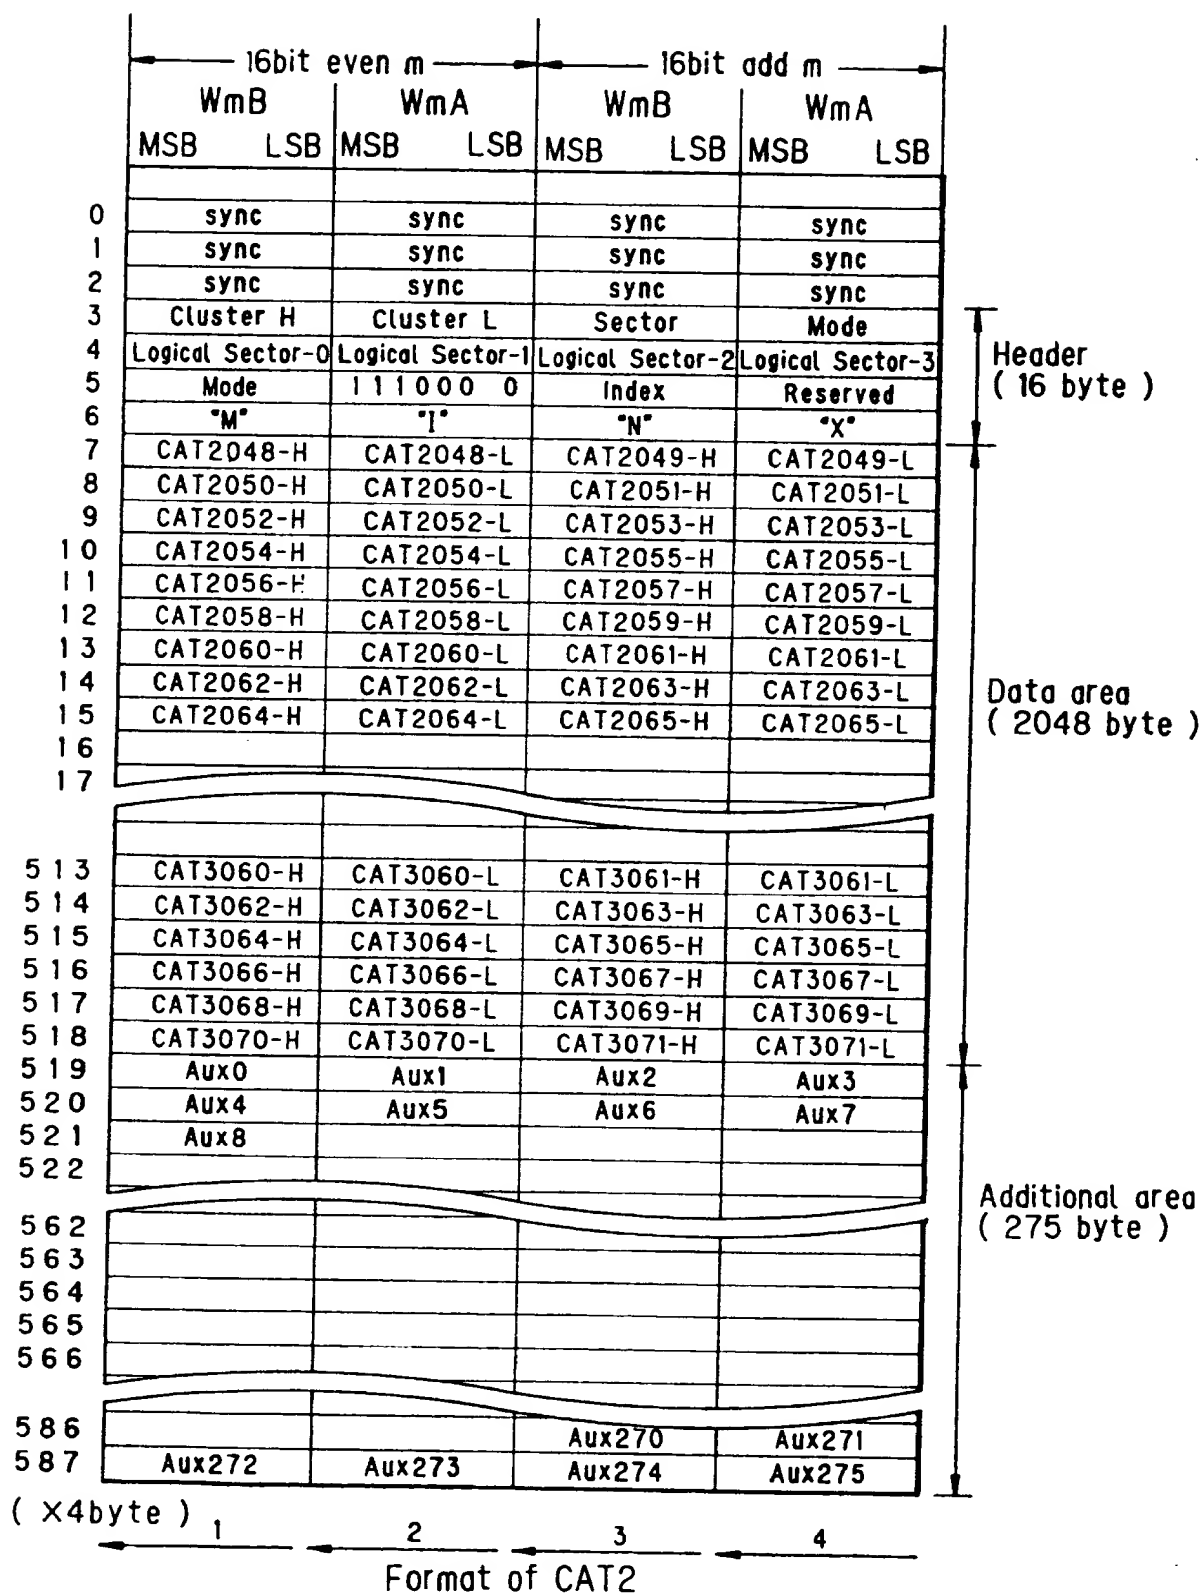 16bit even m 16bit add m
WmB WmA WmB WmA
MSB LSB MSB LSB MSB LSB MSB LSB
0 sync sync sync sync
1 sync sync sync sync
2 sync sync sync sync
3 Cluster H Cluster L Sector Mode
4 Logical Sector-0 Logical Sector-1 Logical Sector-2 Logical Sector-3
Header
5 Mode 111000 0 Index Reserved
( 16 byte )
6 "M" "I" "N" "X"
7 CAT2048-H CAT2048-L CAT2049-H CAT2049-L
8 CAT2050-H CAT2050-L CAT2051-H CAT2051-L
9 CAT2052-H CAT2052-L CAT2053-H CAT2053-L
10 CAT2054-H CAT2054-L CAT2055-H CAT2055-L
11 CAT2056-H CAT2056-L CAT2057-H CAT2057-L
12 CAT2058-H CAT2058-L CAT2059-H CAT2059-L
13 CAT2060-H CAT2060-L CAT2061-H CAT2061-L
14 CAT2062-H CAT2062-L CAT2063-H CAT2063-L
Data area
15 CAT2064-H CAT2064-L CAT2065-H CAT2065-L
( 2048 byte )
16
17
513 CAT3060-H CAT3060-L CAT3061-H CAT3061-L
514 CAT3062-H CAT3062-L CAT3063-H CAT3063-L
515 CAT3064-H CAT3064-L CAT3065-H CAT3065-L
516 CAT3066-H CAT3066-L CAT3067-H CAT3067-L
517 CAT3068-H CAT3068-L CAT3069-H CAT3069-L
518 CAT3070-H CAT3070-L CAT3071-H CAT3071-L
519 Aux0 Aux1 Aux2 Aux3
520 Aux4 Aux5 Aux6 Aux7
521 Aux8
522
Additional area
( 275 byte )
562
563
564
565
566
586 Aux270 Aux271
587 Aux272 Aux273 Aux274 Aux275
( X4byte )
1 2 3 4
Format of CAT2